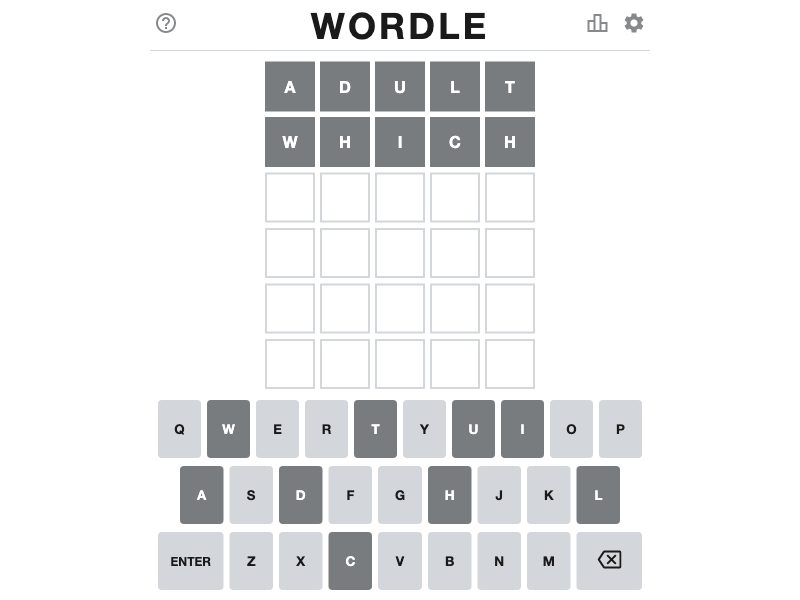 WORDLE
A D U L T
W H I C H
Q W E R T Y U I O P
A S D F G H J K L
ENTER Z X C V B N M